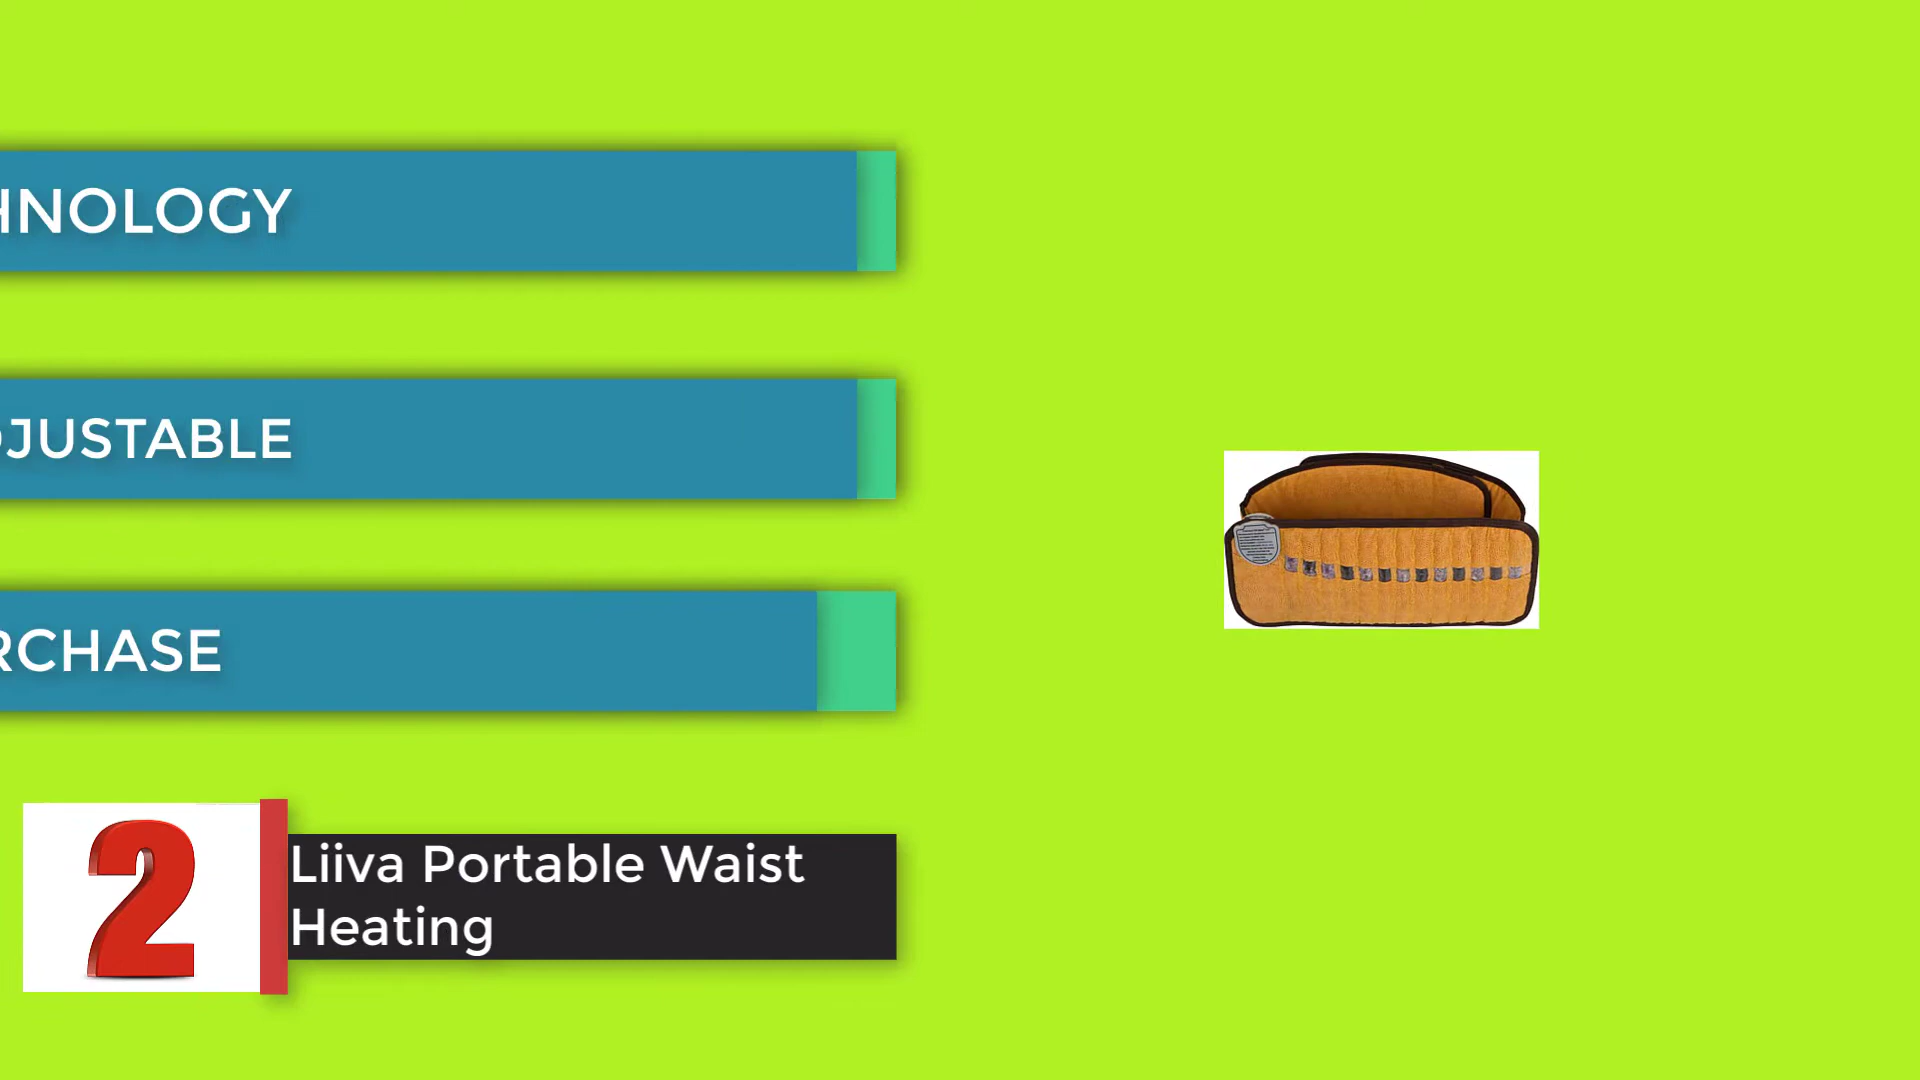 HNOLOGY
DJUSTABLE
RCHASE
2
Liiva Portable Waist
Heating